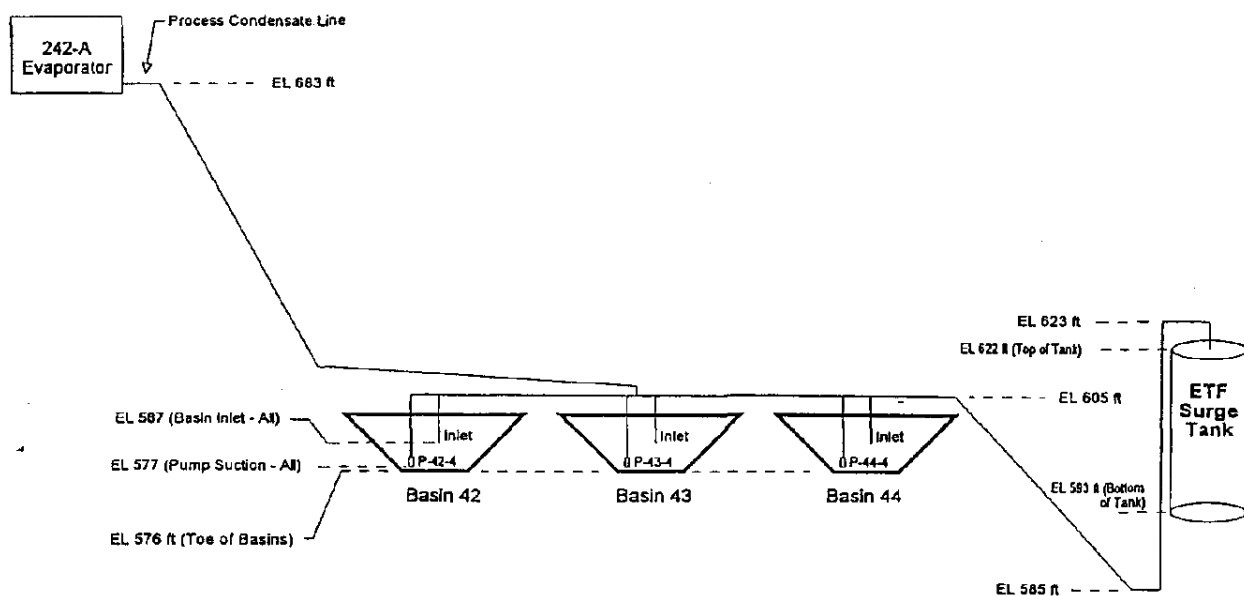 Process Condensate Line
242-A
Evaporator
EL 683 ft
EL 623 ft
EL 622 ft (Top of Tank)
EL 605 ft
ETF
Surge
Tank
EL 587 (Basin Inlet - All)
Inlet
Inlet
Inlet
EL 577 (Pump Suction - All)
P-42-4
P-43-4
P-44-4
Basin 42
Basin 43
Basin 44
EL 593 ft (Bottom
of Tank)
EL 576 ft (Toe of Basins)
EL 585 ft